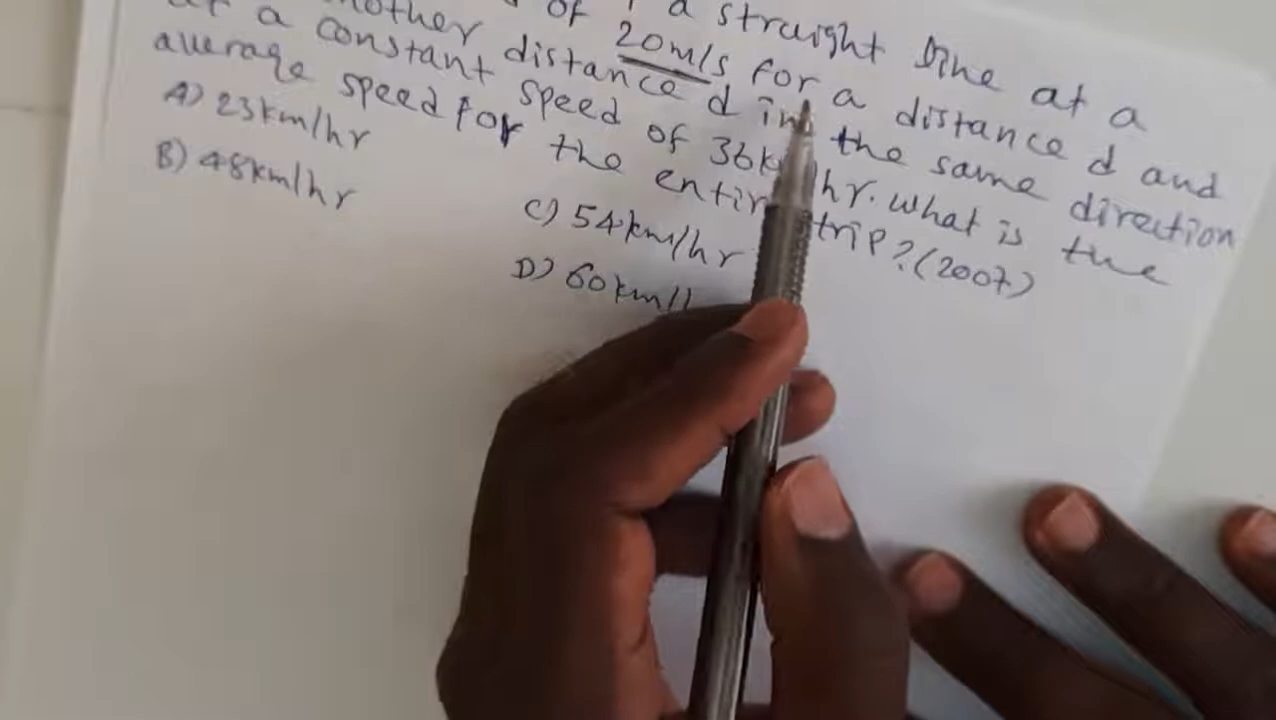 of a straight line at a
another distance of 20m/s for a distance d and
at a constant speed d in the same direction
average speed for of 36k hr. what is the
the entir trip? (2007)
A) 23km/hr
B) 48km/hr
C) 54km/hr
D) 60km/